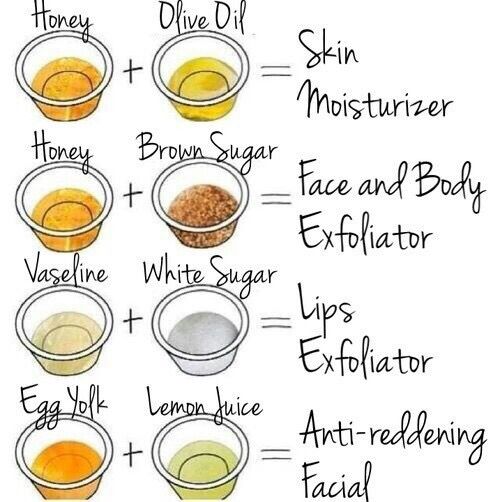 Honey Olive Oil
+ = Skin
Moisturizer
Honey Brown Sugar
+ = Face and Body
Exfoliator
Vaseline White Sugar
+ = Lips
Exfoliator
Egg Yolk Lemon Juice
+ = Anti-reddening
Facial